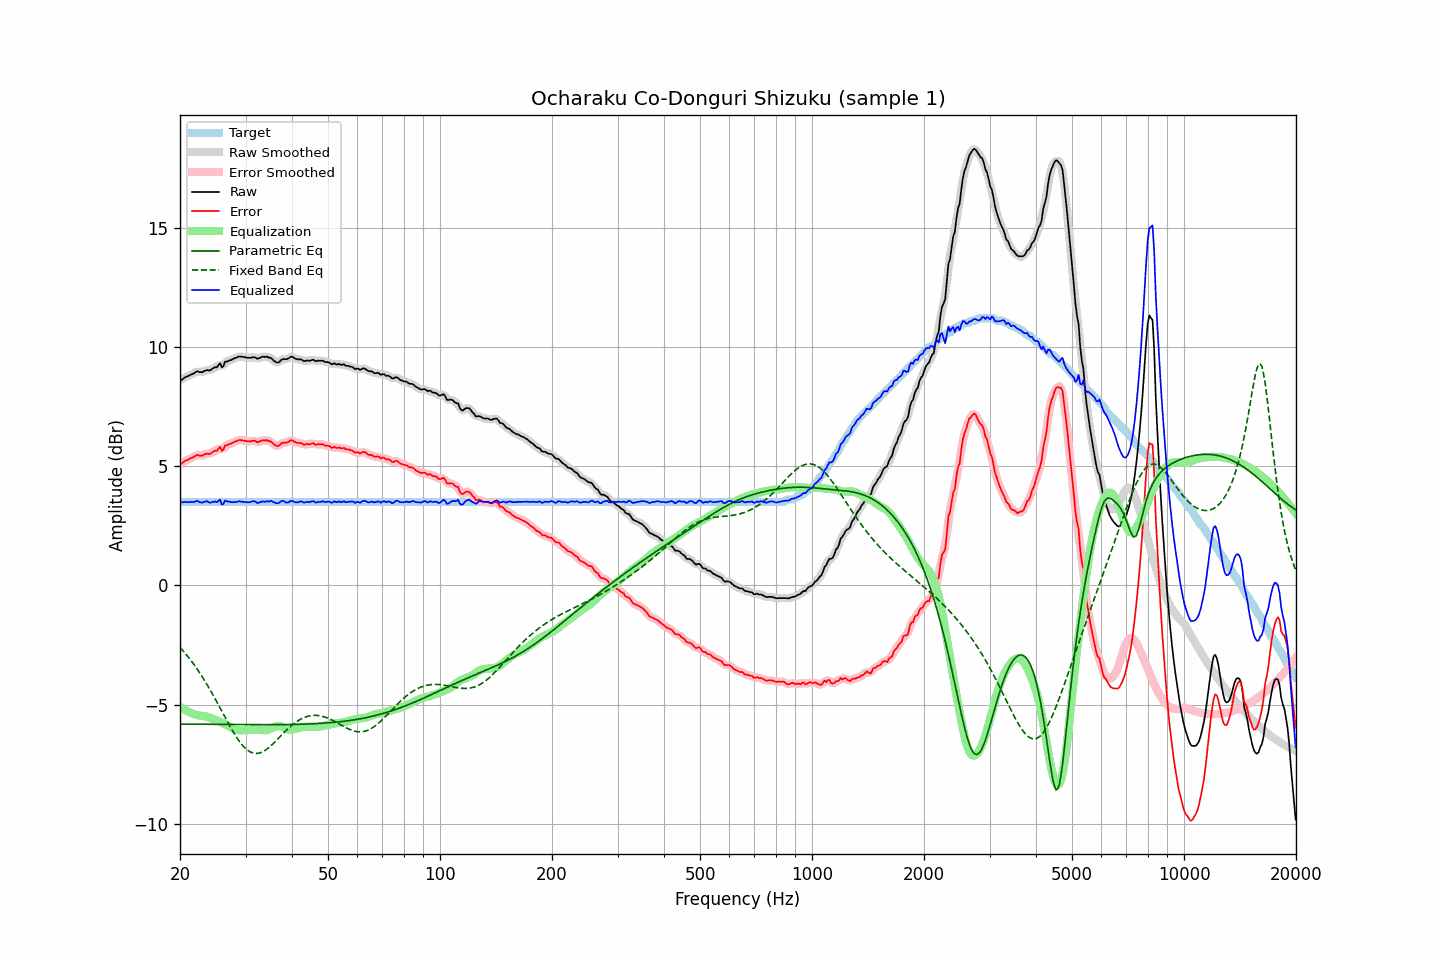 Ocharaku Co-Donguri Shizuku (sample 1)
Target
Raw Smoothed
Error Smoothed
Raw
Error
Equalization
Parametric Eq
Fixed Band Eq
Equalized
15
10
5
0
−5
−10
Amplitude (dBr)
20
50
100
200
500
1000
2000
5000
10000
20000
Frequency (Hz)